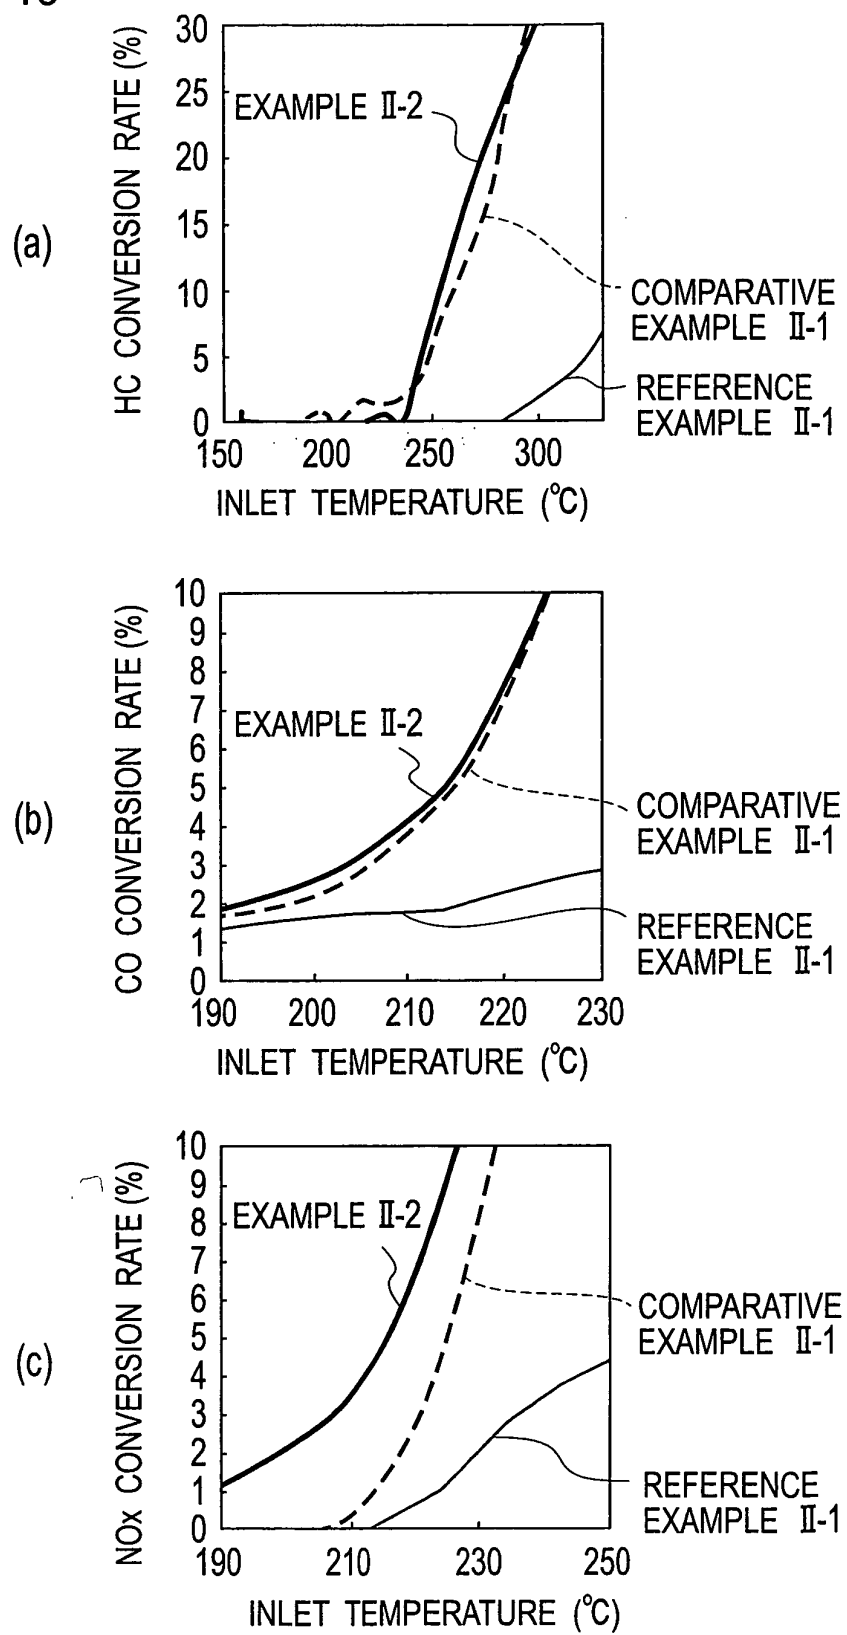 (a)
HC CONVERSION RATE (%)
30
25
20
15
10
5
0
150 200 250 300
INLET TEMPERATURE (°C)
EXAMPLE Ⅱ-2
COMPARATIVE
EXAMPLE Ⅱ-1
REFERENCE
EXAMPLE Ⅱ-1
(b)
CO CONVERSION RATE (%)
10
9
8
7
6
5
4
3
2
1
0
190 200 210 220 230
INLET TEMPERATURE (°C)
EXAMPLE Ⅱ-2
COMPARATIVE
EXAMPLE Ⅱ-1
REFERENCE
EXAMPLE Ⅱ-1
(c)
NOx CONVERSION RATE (%)
10
9
8
7
6
5
4
3
2
1
0
190 210 230 250
INLET TEMPERATURE (°C)
EXAMPLE Ⅱ-2
COMPARATIVE
EXAMPLE Ⅱ-1
REFERENCE
EXAMPLE Ⅱ-1